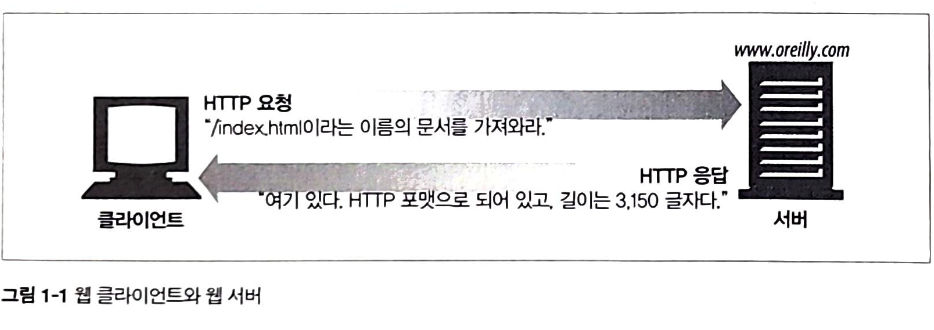 www.oreilly.com
HTTP 요청
"/index.html이라는 이름의 문서를 가져와라."
HTTP 응답
"여기 있다. HTTP 포맷으로 되어 있고, 길이는 3,150 글자다."
클라이언트
서버
그림 1-1 웹 클라이언트와 웹 서버